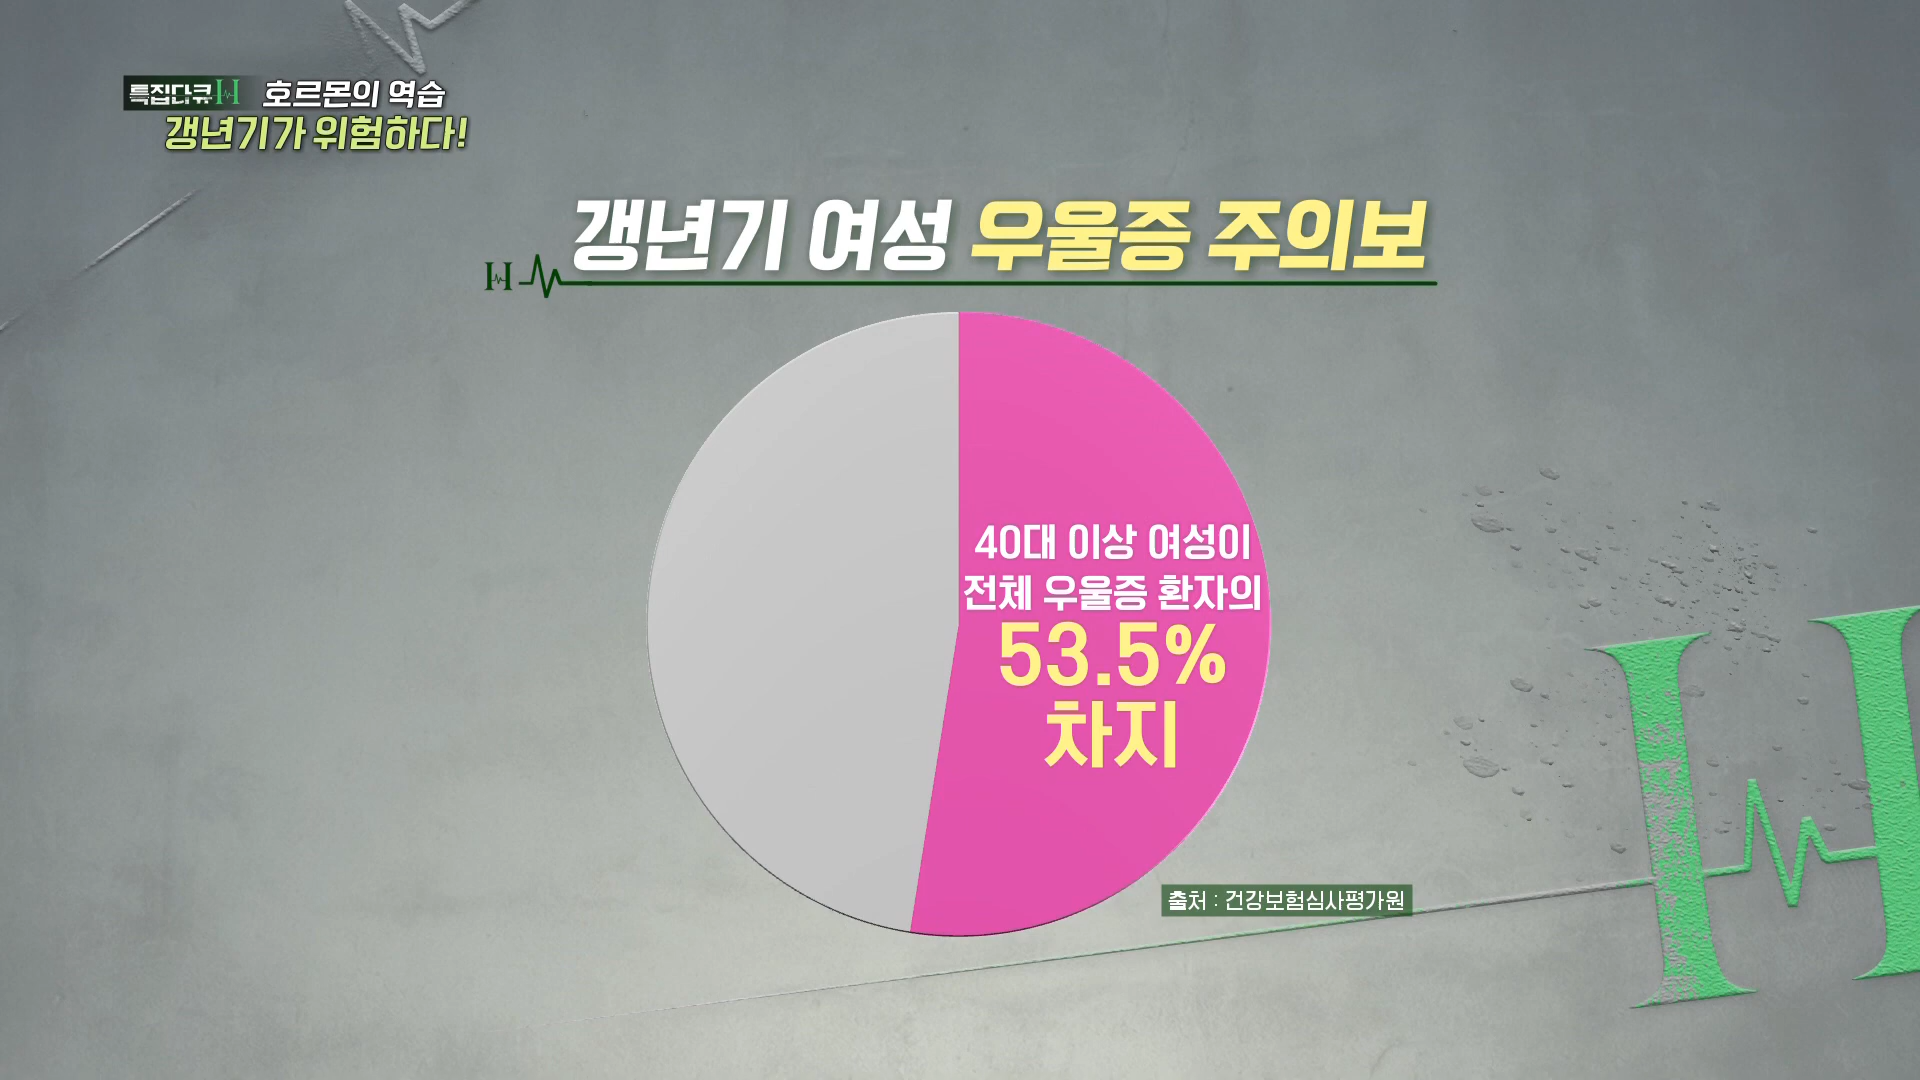 특집다큐H 호르몬의 역습
갱년기가 위험하다!
갱년기 여성 우울증 주의보
H
40대 이상 여성이
전체 우울증 환자의
53.5%
차지
출처 : 건강보험심사평가원
H